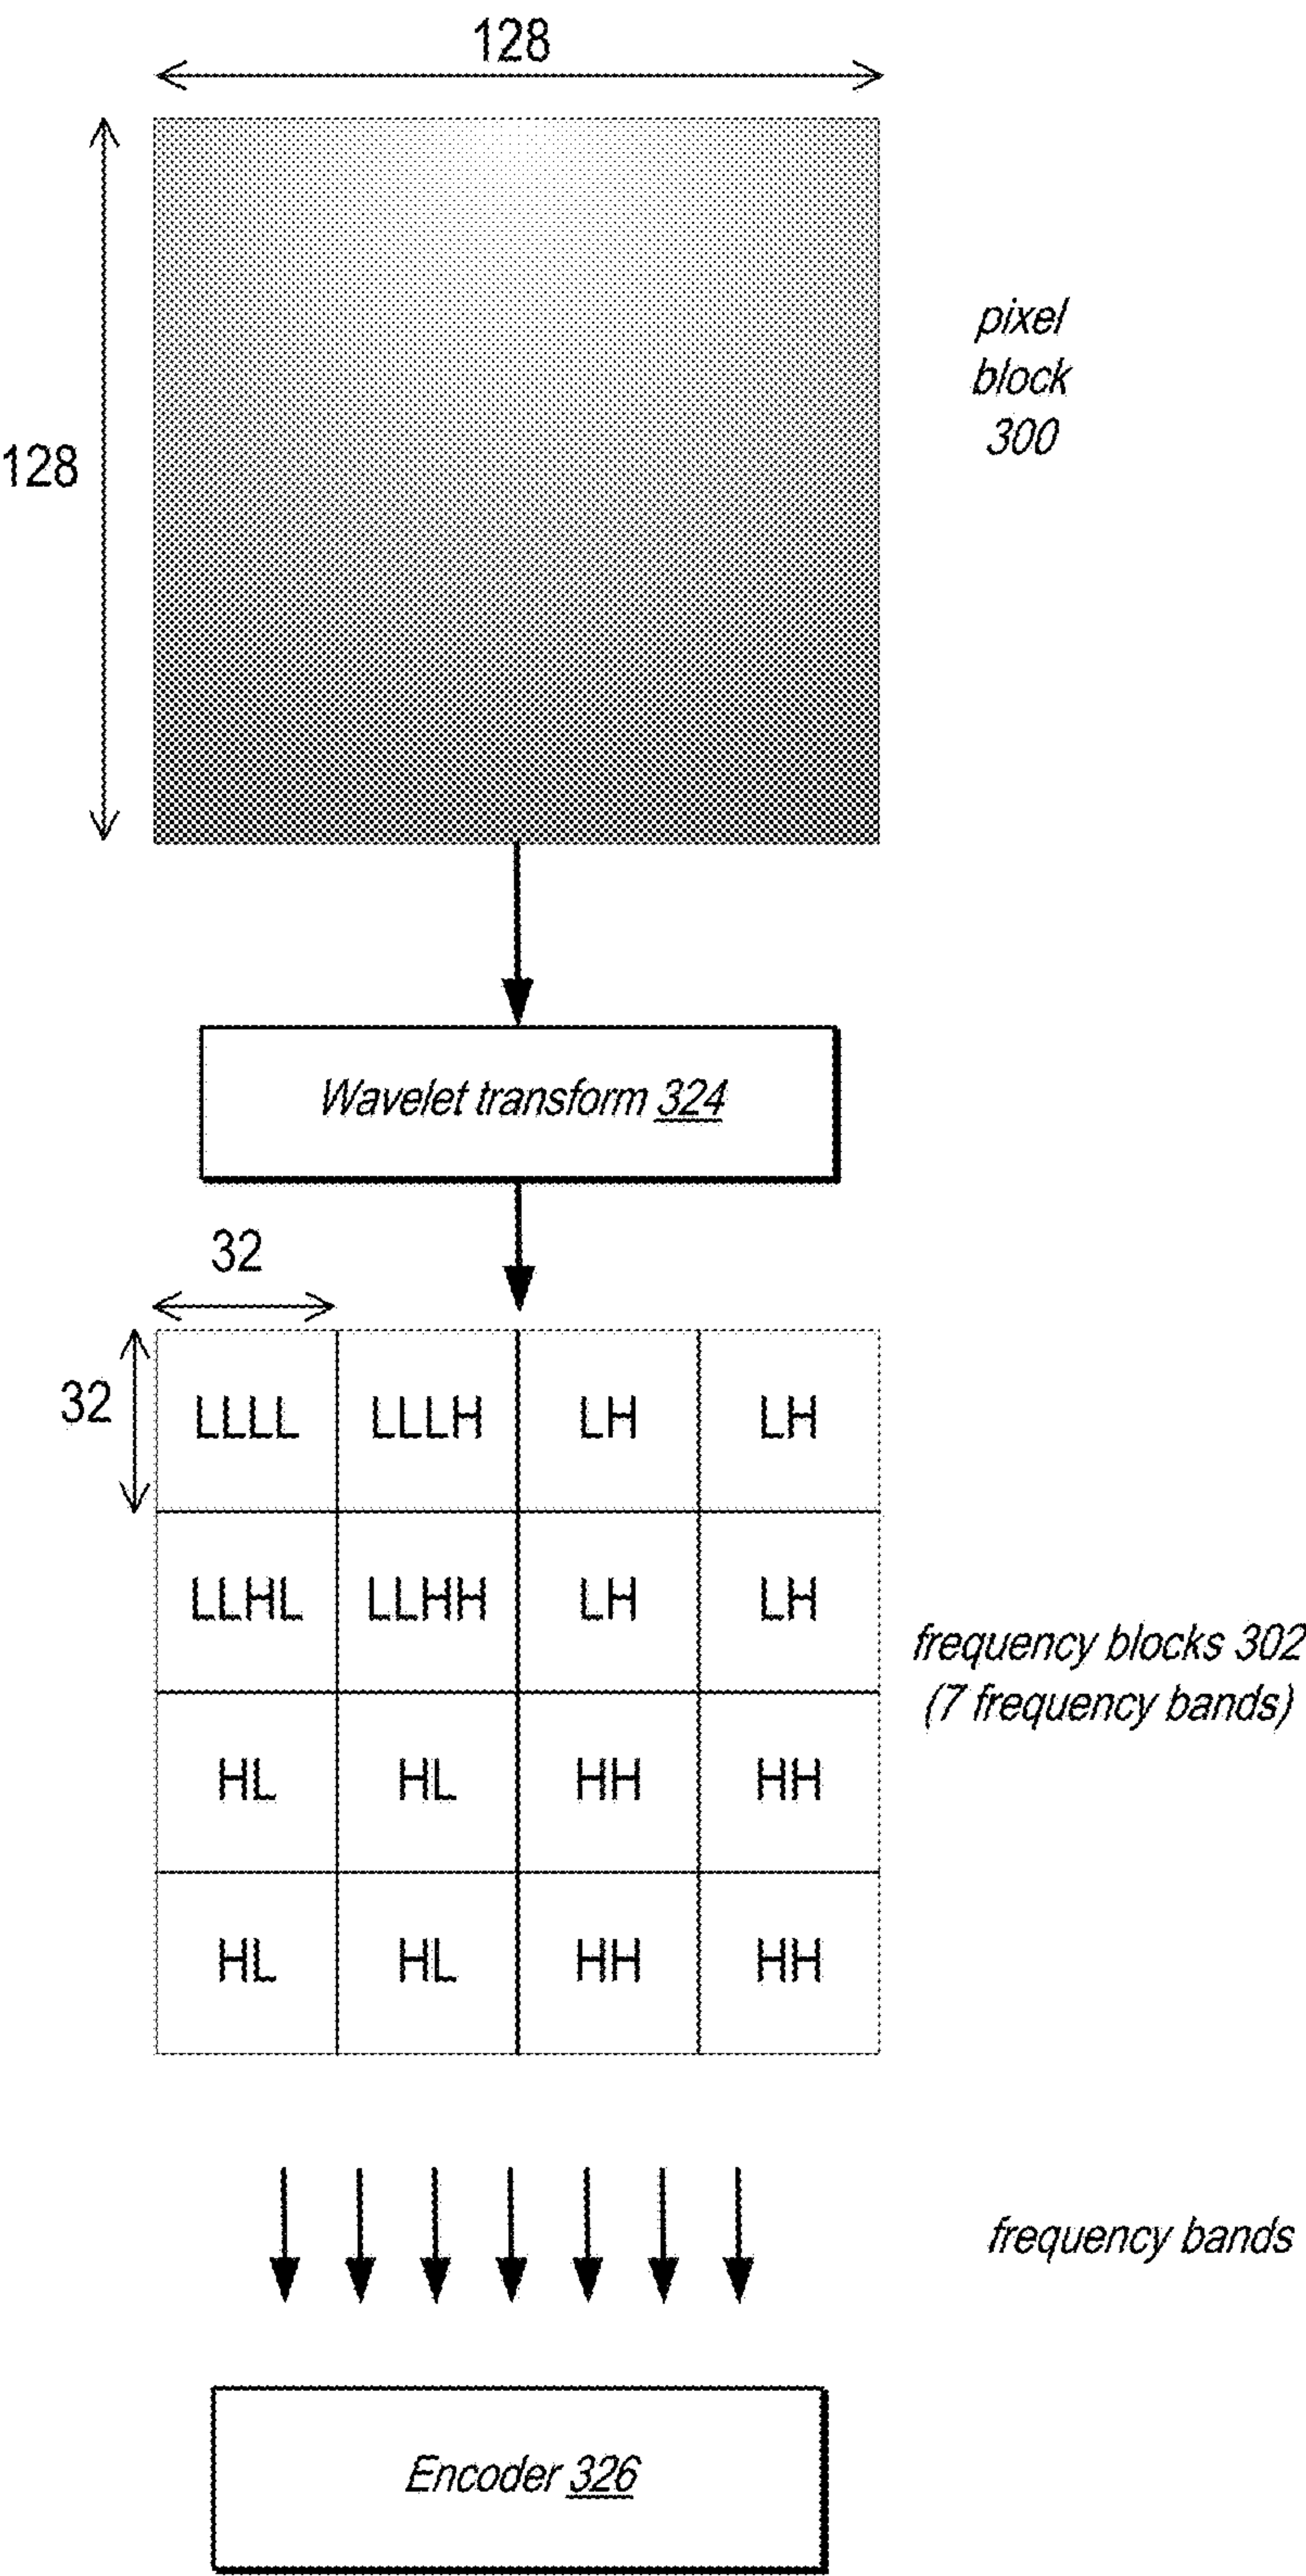 128
128
pixel
block
300
Wavelet transform 324
32
32
LLLL LLLH LH LH
LLHL LLHH LH LH
frequency blocks 302
(7 frequency bands)
HL HL HH HH
HL HL HH HH
frequency bands
Encoder 326